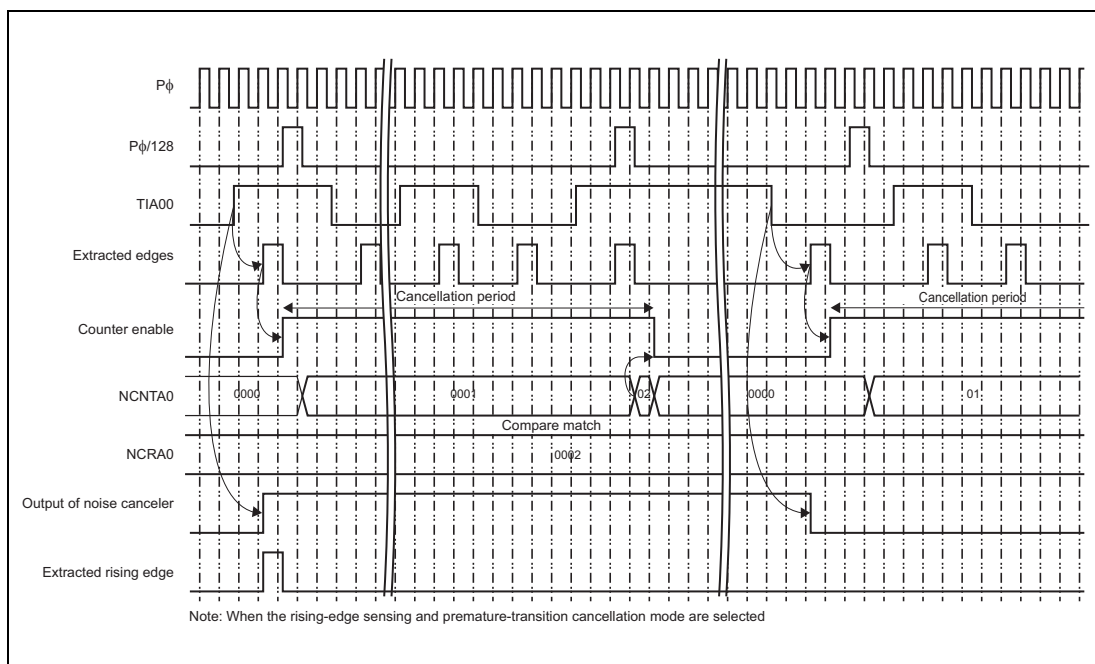 Pϕ
Pϕ/128
TIA00
Extracted edges
Cancellation period
Cancellation period
Counter enable
NCNTA0
0000
0001
02
0000
01
Compare match
NCRA0
0002
Output of noise canceler
Extracted rising edge
Note: When the rising-edge sensing and premature-transition cancellation mode are selected